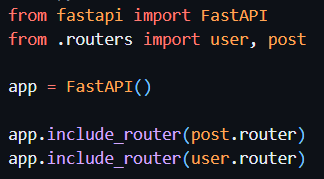 from fastapi import FastAPI
from .routers import user, post
app = FastAPI()
app.include_router(post.router)
app.include_router(user.router)